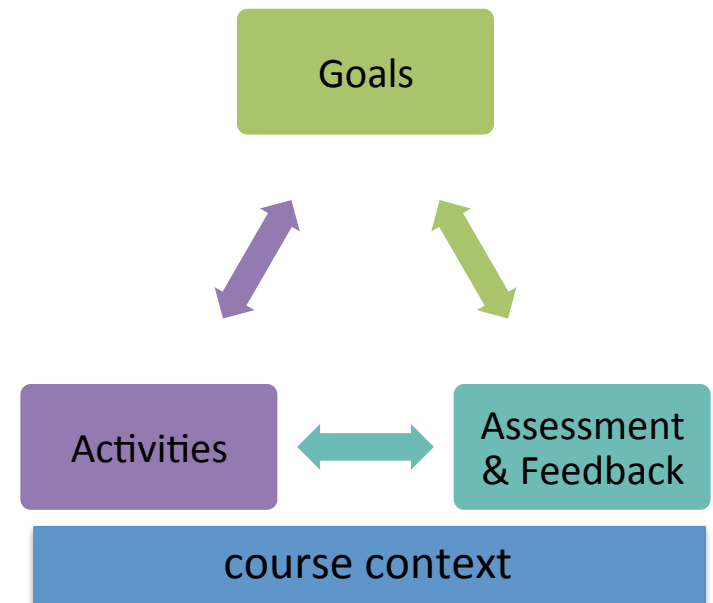 Goals
Activities
Assessment
& Feedback
course context